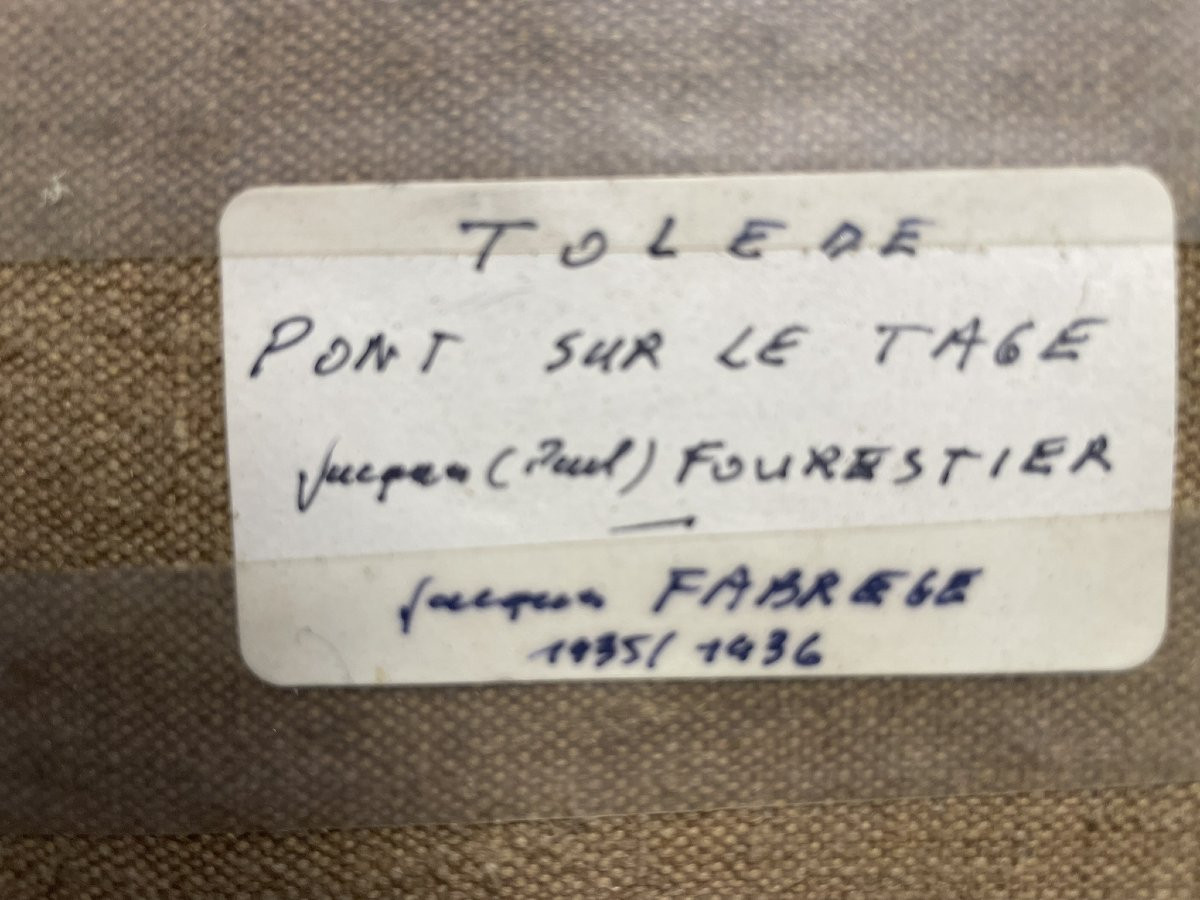 TOLEDE
PONT SUR LE TAGE
Jacques (Paul) FOURESTIER
Jacques FABREGE
1935/1936